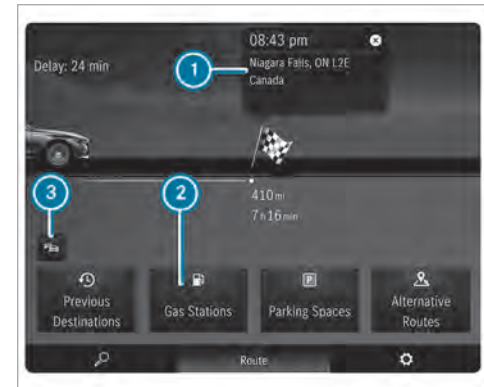 08:43 pm
Delay: 24 min
1
Niagara Falls, ON L2E
Canada
3
2
410 mi
7 h 16 min
Previous
Destinations
Gas Stations
P
Parking Spaces
Alternative
Routes
Route